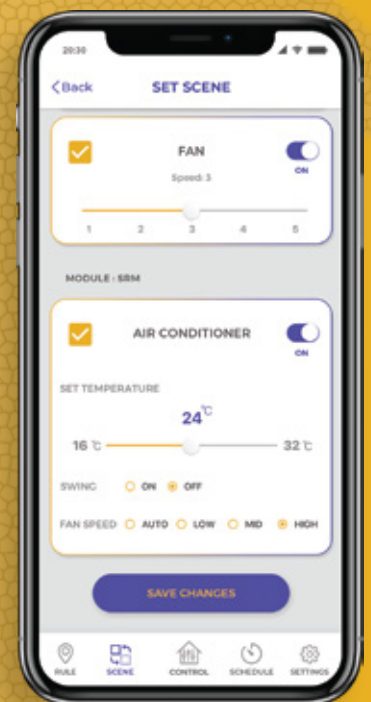 20:30
Back SET SCENE
FAN
ON
Speed: 3
1 2 3 4 5
MODULE : SRM
AIR CONDITIONER
ON
SET TEMPERATURE
24°C
16 °C 32 °C
SWING ON OFF
FAN SPEED AUTO LOW MID HIGH
SAVE CHANGES
RULE SCENE CONTROL SCHEDULE SETTINGS